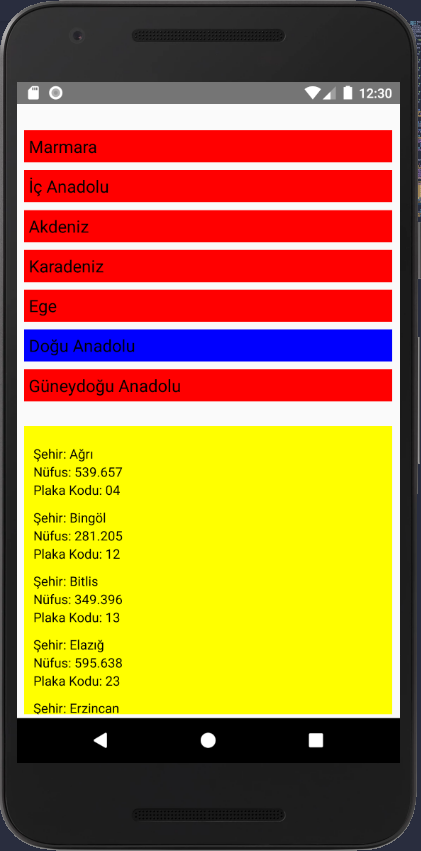 12:30
Marmara
İç Anadolu
Akdeniz
Karadeniz
Ege
Doğu Anadolu
Güneydoğu Anadolu
Şehir: Ağrı
Nüfus: 539.657
Plaka Kodu: 04
Şehir: Bingöl
Nüfus: 281.205
Plaka Kodu: 12
Şehir: Bitlis
Nüfus: 349.396
Plaka Kodu: 13
Şehir: Elazığ
Nüfus: 595.638
Plaka Kodu: 23
Şehir: Erzincan